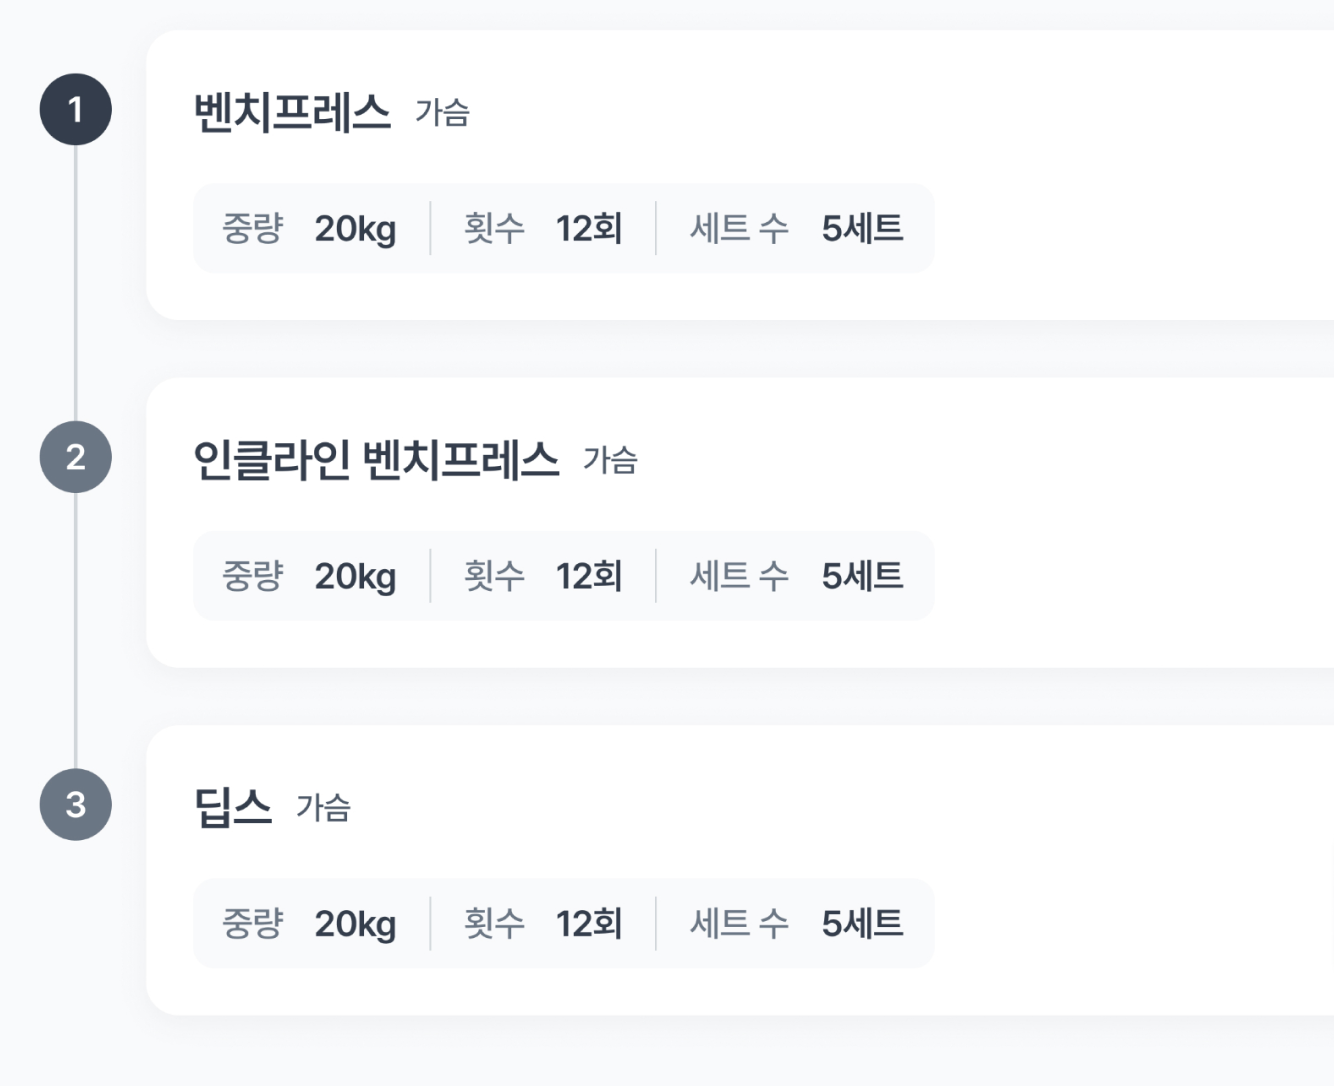 1
벤치프레스 가슴
중량 20kg 횟수 12회 세트 수 5세트
2
인클라인 벤치프레스 가슴
중량 20kg 횟수 12회 세트 수 5세트
3
딥스 가슴
중량 20kg 횟수 12회 세트 수 5세트